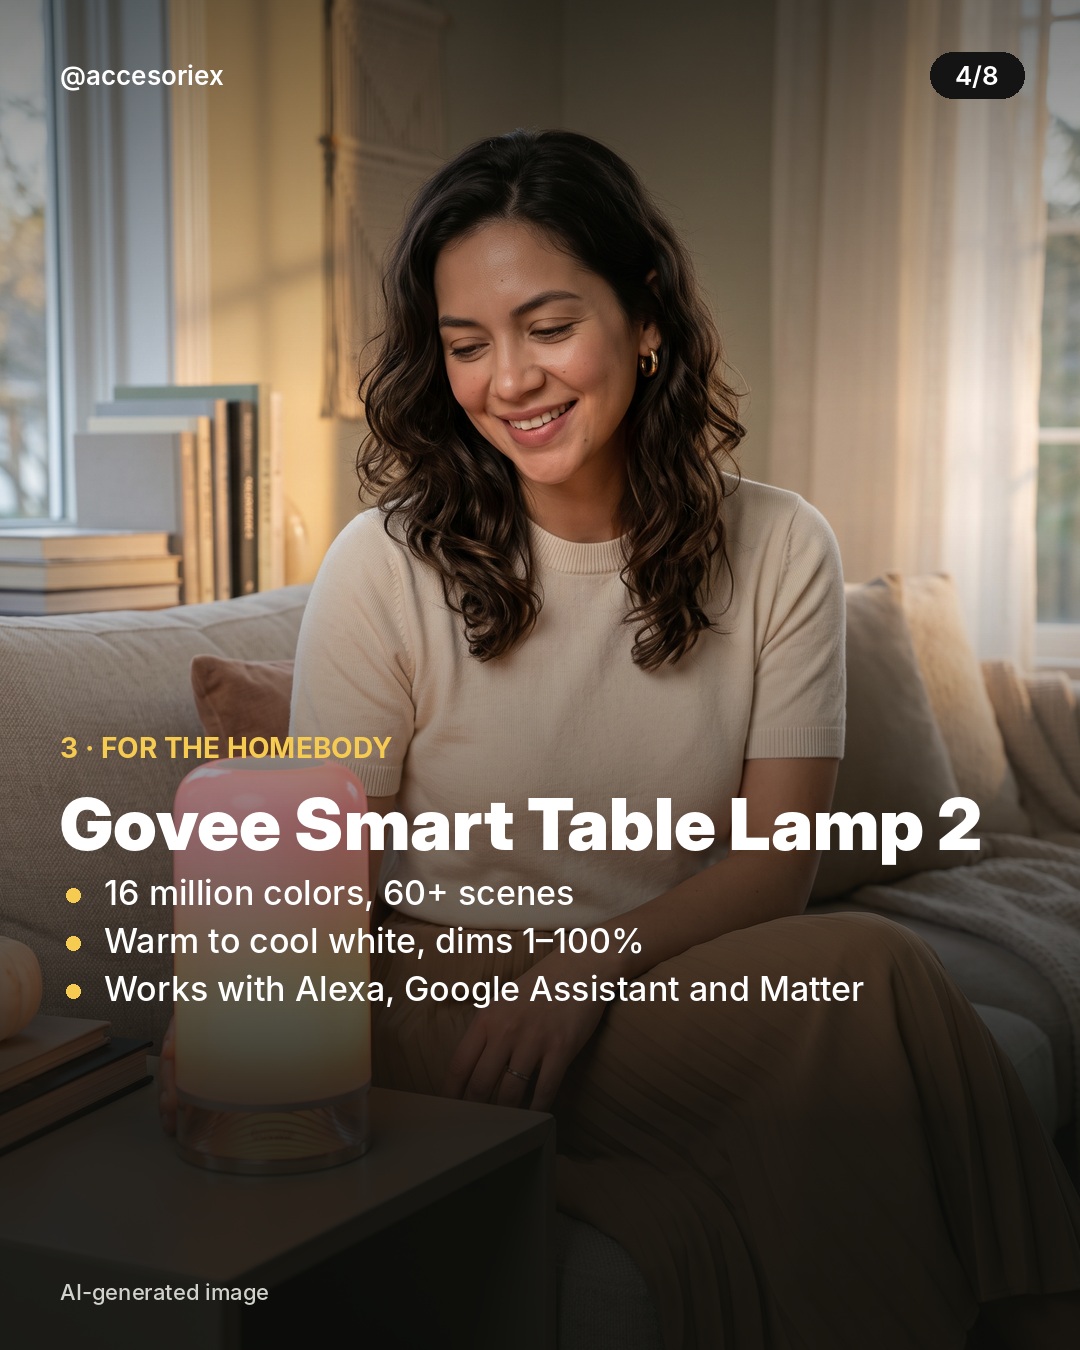 @accesoriex
4/8
3 · FOR THE HOMEBODY
Govee Smart Table Lamp 2
16 million colors, 60+ scenes
Warm to cool white, dims 1–100%
Works with Alexa, Google Assistant and Matter
AI-generated image